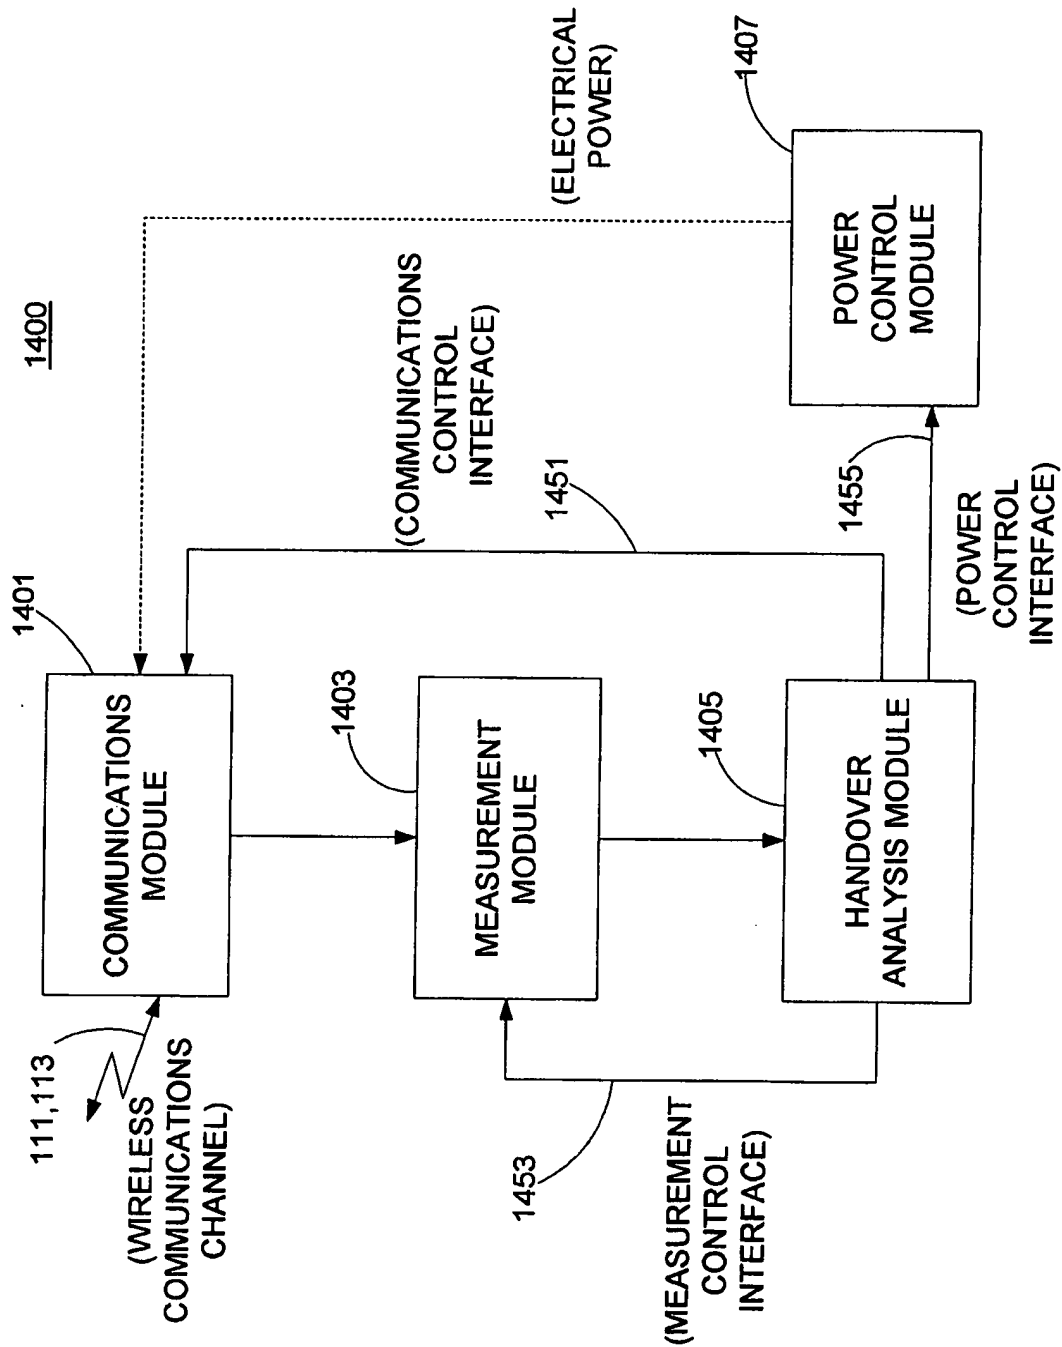 1400
1401
COMMUNICATIONS
MODULE
111,113
(WIRELESS
COMMUNICATIONS
CHANNEL)
(COMMUNICATIONS
CONTROL
INTERFACE)
(ELECTRICAL
POWER)
1403
MEASUREMENT
MODULE
1451
1407
POWER
CONTROL
MODULE
1405
HANDOVER
ANALYSIS MODULE
1453
(MEASUREMENT
CONTROL
INTERFACE)
1455
(POWER
CONTROL
INTERFACE)